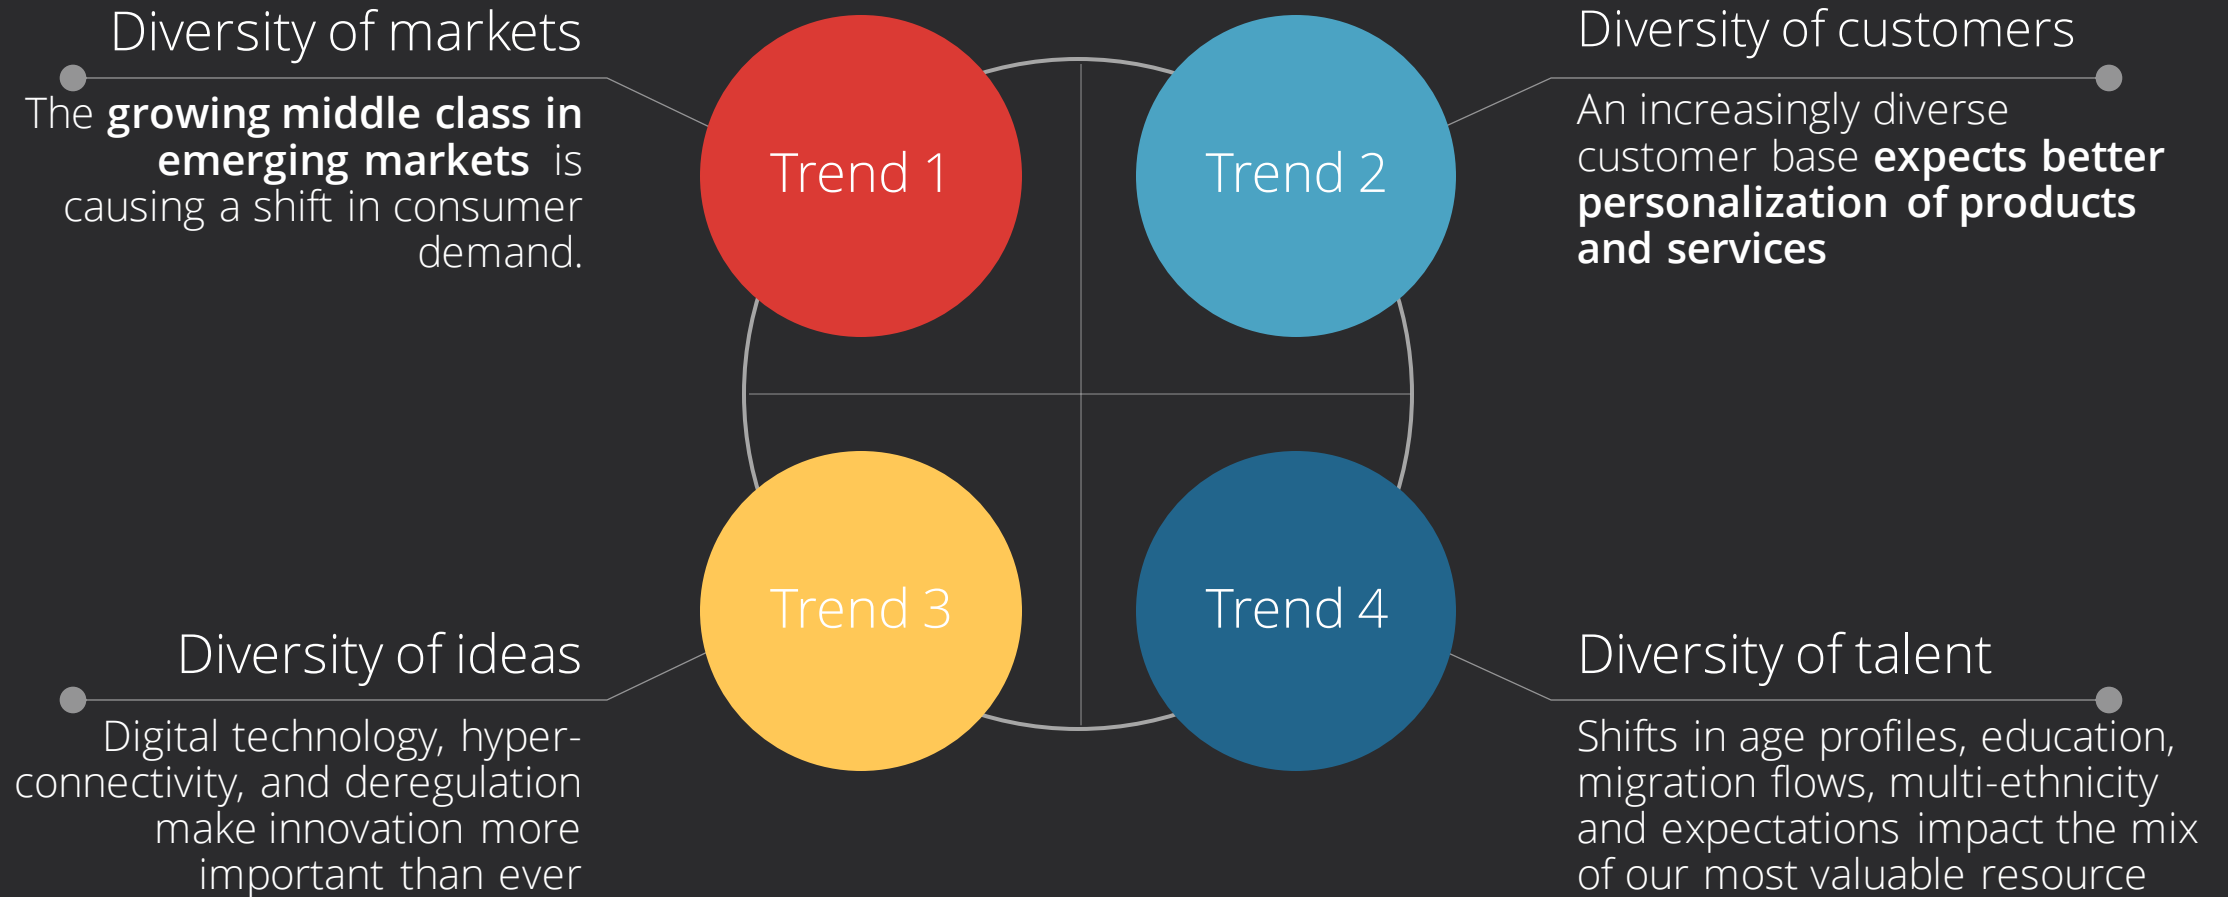 Diversity of markets
The growing middle class in
emerging markets is
causing a shift in consumer
demand.
Trend 1
Trend 2
Diversity of customers
An increasingly diverse
customer base expects better
personalization of products
and services
Diversity of ideas
Digital technology, hyper-
connectivity, and deregulation
make innovation more
important than ever
Trend 3
Trend 4
Diversity of talent
Shifts in age profiles, education,
migration flows, multi-ethnicity
and expectations impact the mix
of our most valuable resource